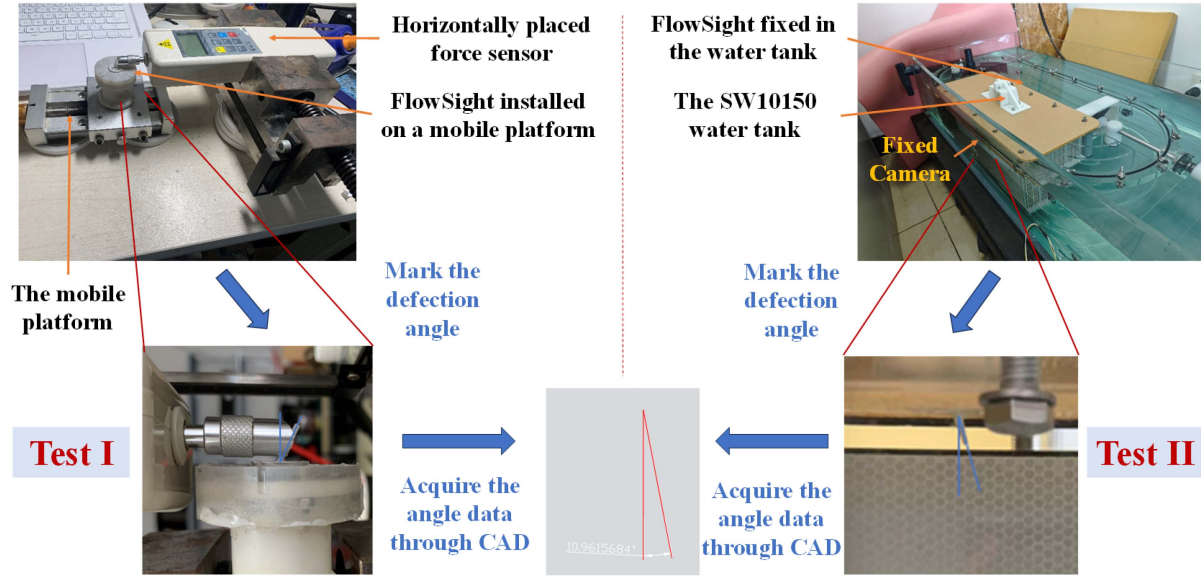 Horizontally placed
force sensor
FlowSight installed
on a mobile platform
The mobile
platform
Mark the
defection
angle
Test I
Acquire the
angle data
through CAD
10.9615684°
FlowSight fixed in
the water tank
The SW10150
water tank
Fixed
Camera
Mark the
defection
angle
Test II
Acquire the
angle data
through CAD